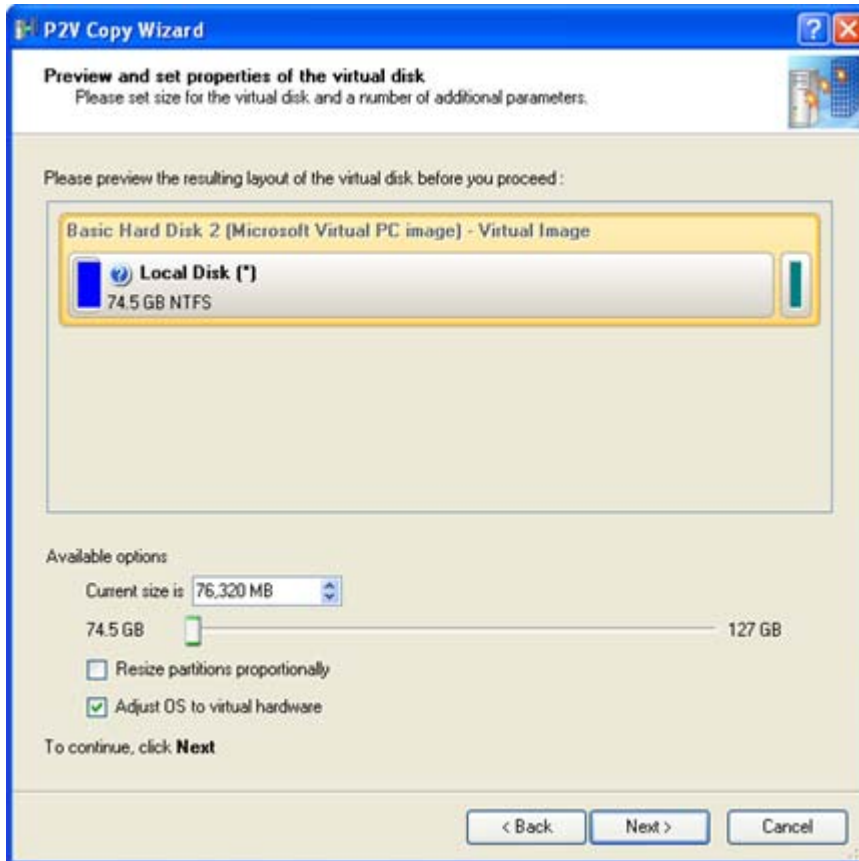 P2V Copy Wizard
Preview and set properties of the virtual disk
Please set size for the virtual disk and a number of additional parameters.
Please preview the resulting layout of the virtual disk before you proceed :
Basic Hard Disk 2 (Microsoft Virtual PC image) - Virtual Image
Local Disk (*)
74.5 GB NTFS
Available options
Current size is 76,320 MB
74.5 GB 127 GB
Resize partitions proportionally
Adjust OS to virtual hardware
To continue, click Next
< Back Next > Cancel